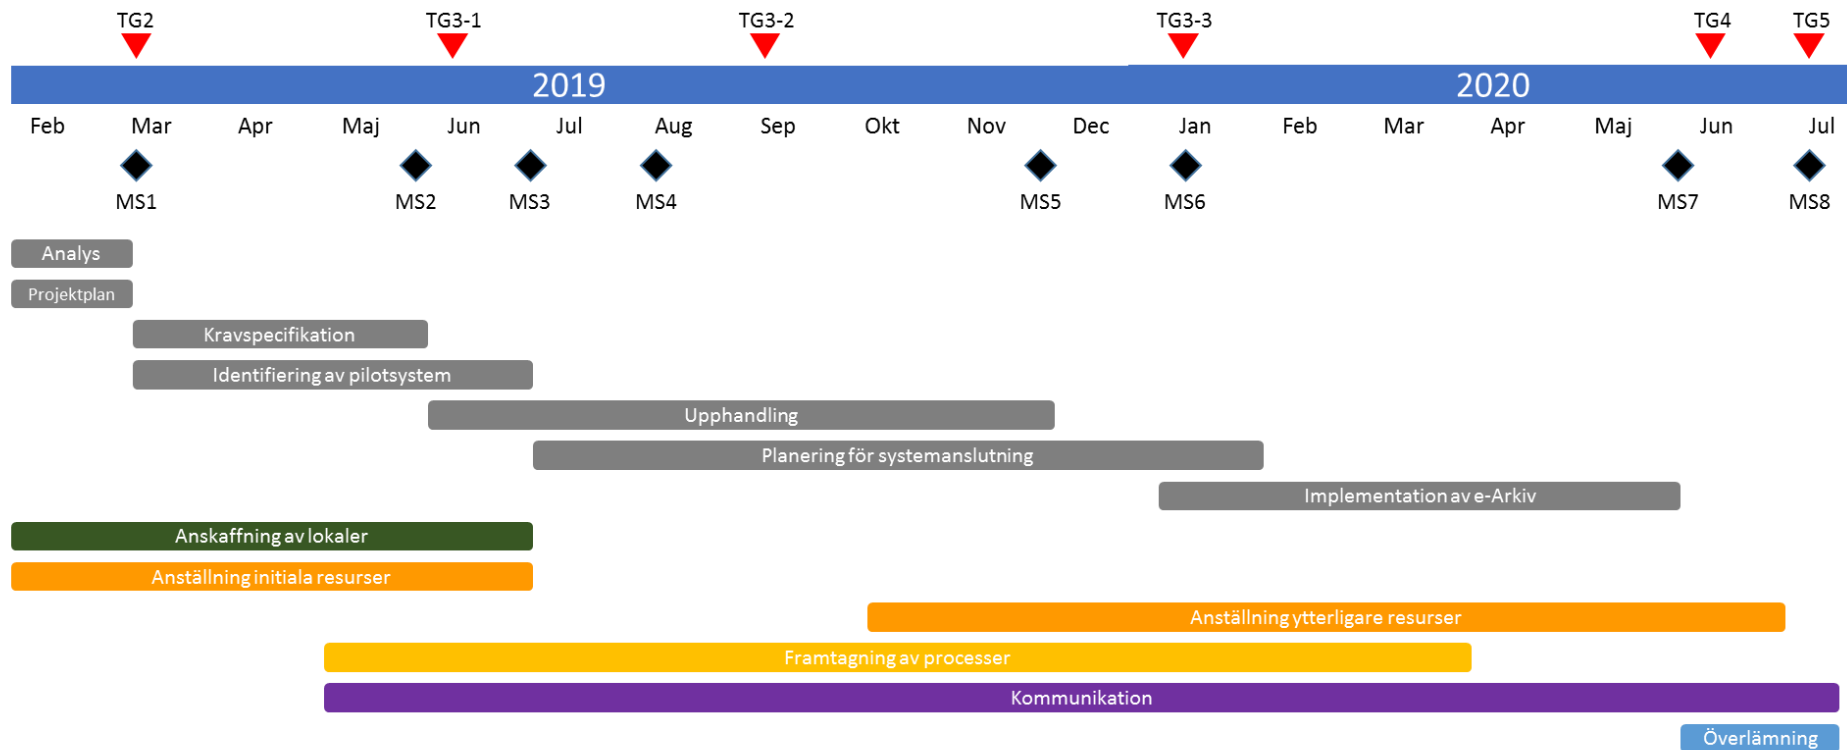 TG2 TG3-1 TG3-2 TG3-3 TG4 TG5
2019 2020
Feb Mar Apr Maj Jun Jul Aug Sep Okt Nov Dec Jan Feb Mar Apr Maj Jun Jul
MS1 MS2 MS3 MS4 MS5 MS6 MS7 MS8
Analys
Projektplan
Kravspecifikation
Identifiering av pilotsystem
Upphandling
Planering för systemanslutning
Implementation av e-Arkiv
Anskaffning av lokaler
Anställning initiala resurser
Anställning ytterligare resurser
Framtagning av processer
Kommunikation
Överlämning